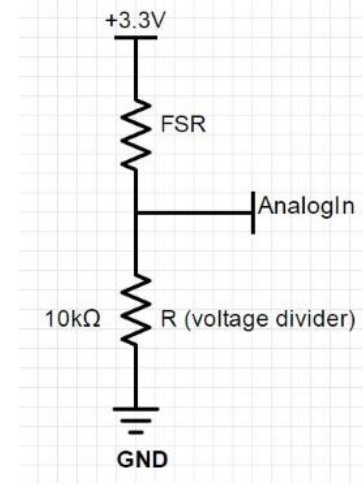 +3.3V
FSR
AnalogIn
10kΩ R (voltage divider)
GND